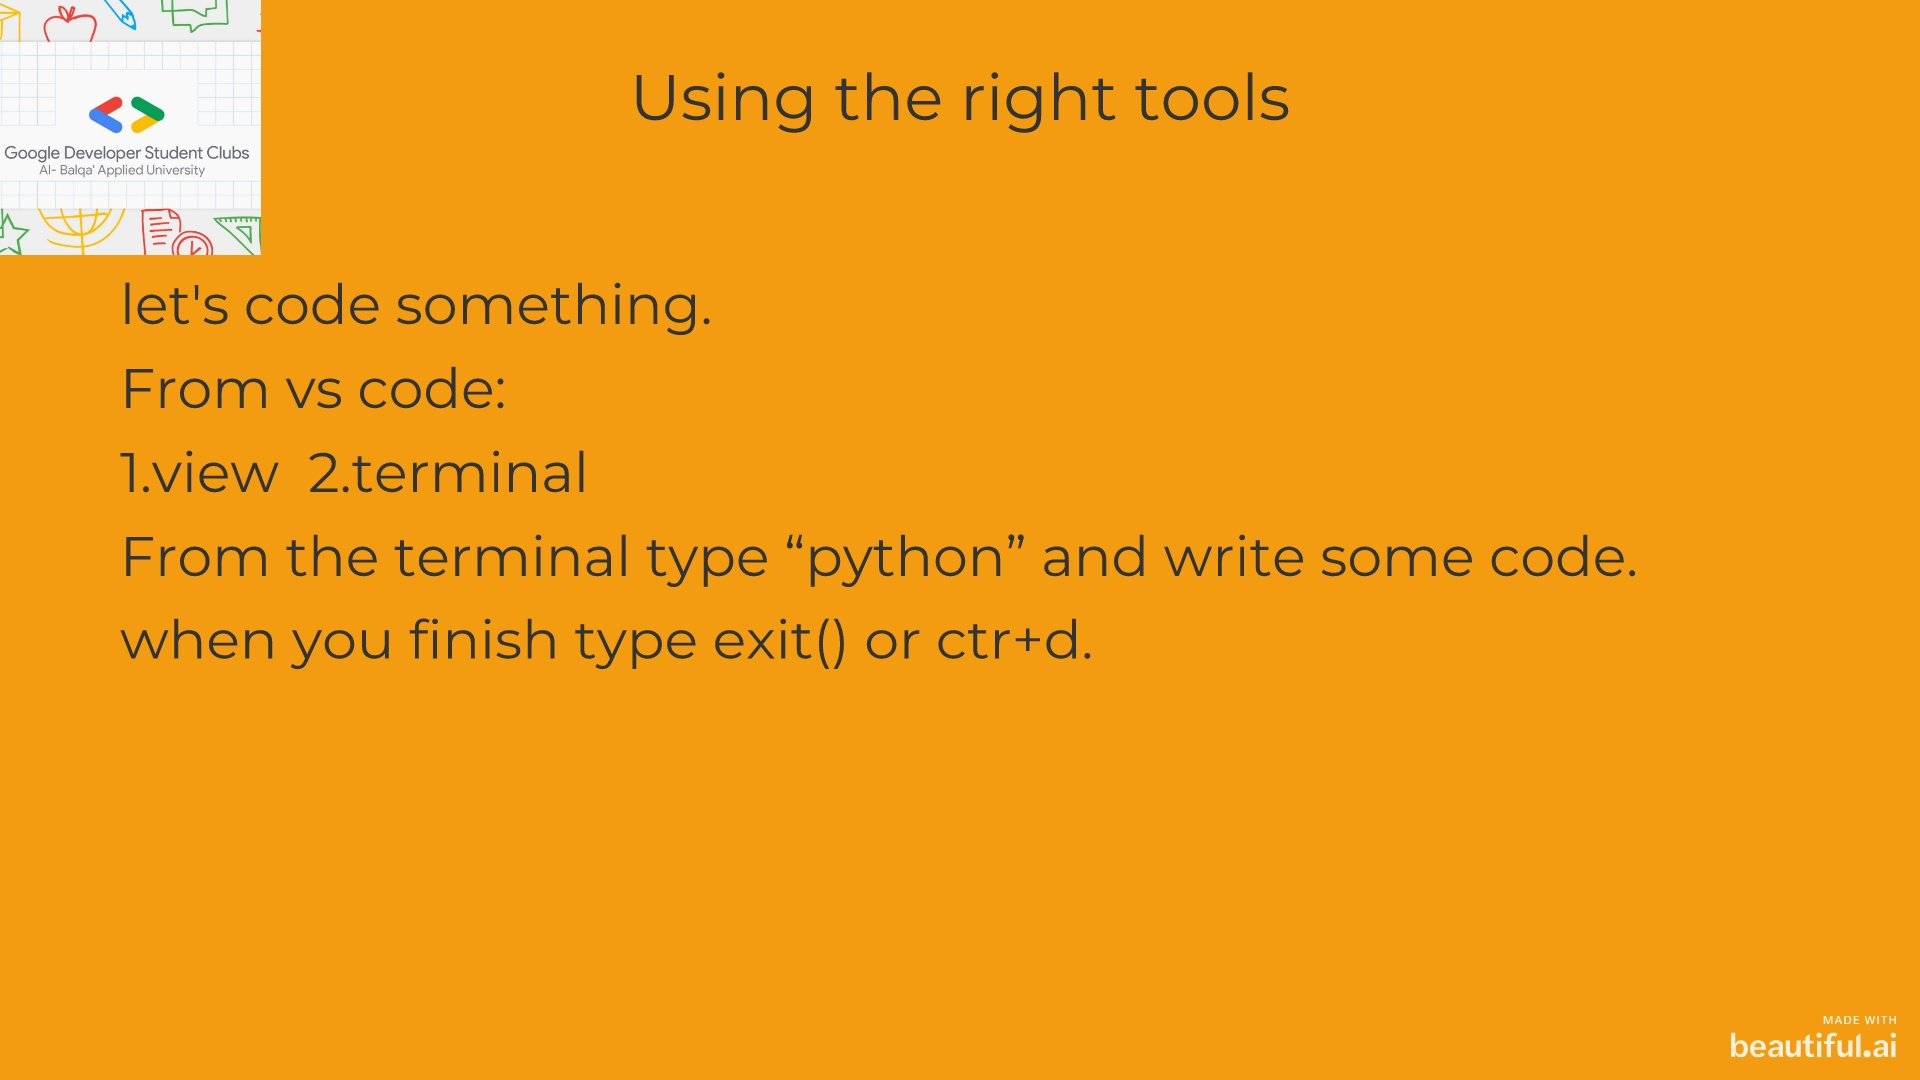 Using the right tools
Google Developer Student Clubs
Al- Balqa' Applied University
let's code something.
From vs code:
1.view  2.terminal
From the terminal type “python” and write some code.
when you finish type exit() or ctr+d.
MADE WITH
beautiful.ai